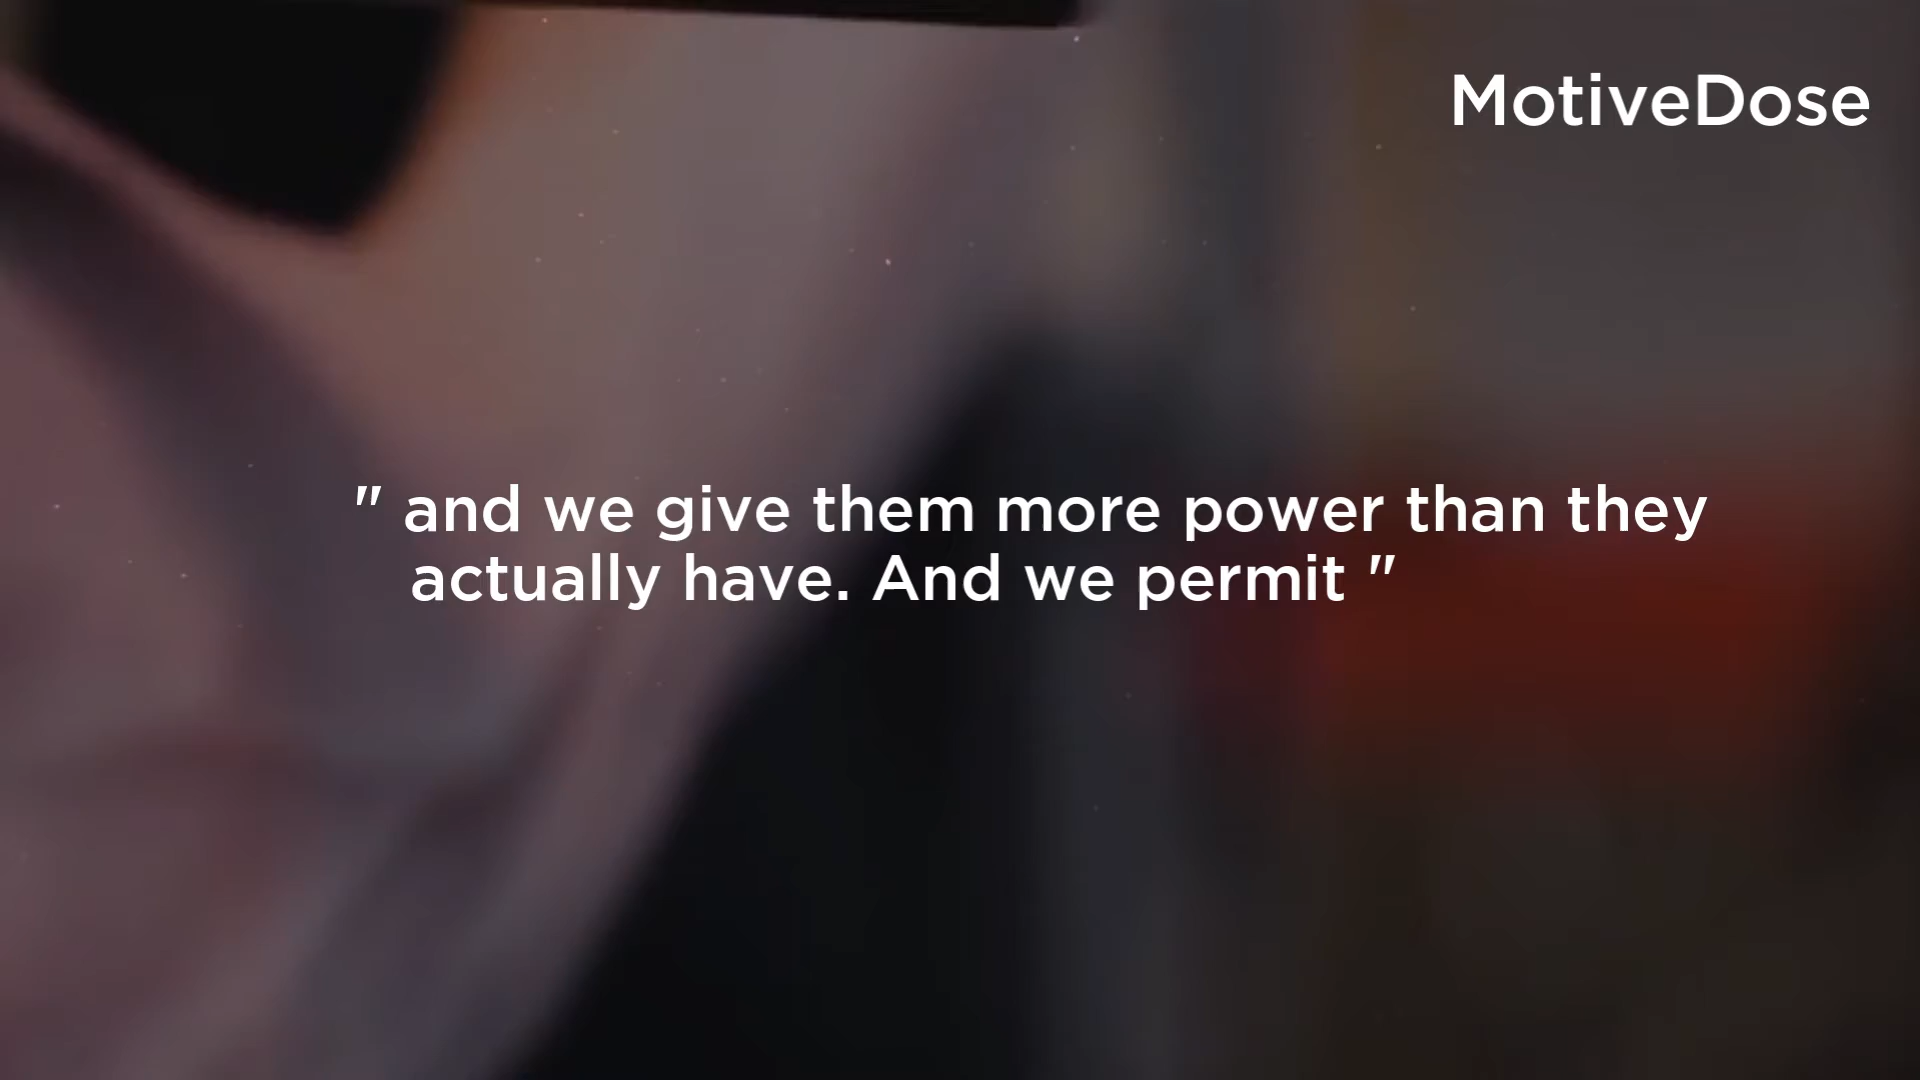 MotiveDose
" and we give them more power than they
actually have. And we permit "